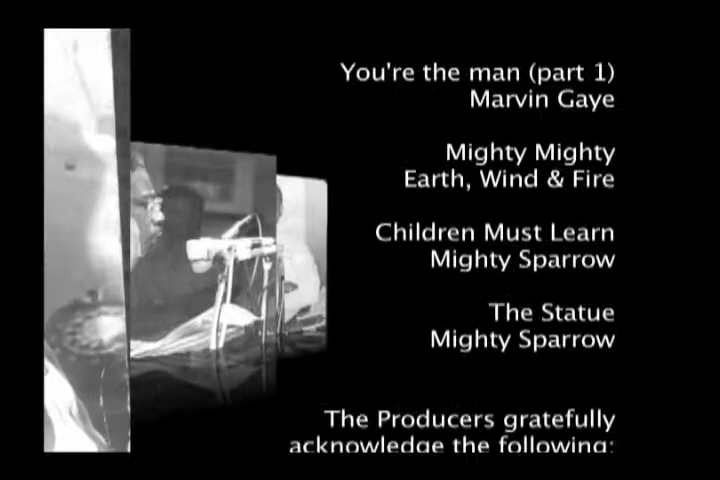 You're the man (part 1)
Marvin Gaye
Mighty Mighty
Earth, Wind & Fire
Children Must Learn
Mighty Sparrow
The Statue
Mighty Sparrow
The Producers gratefully
acknowledge the following: